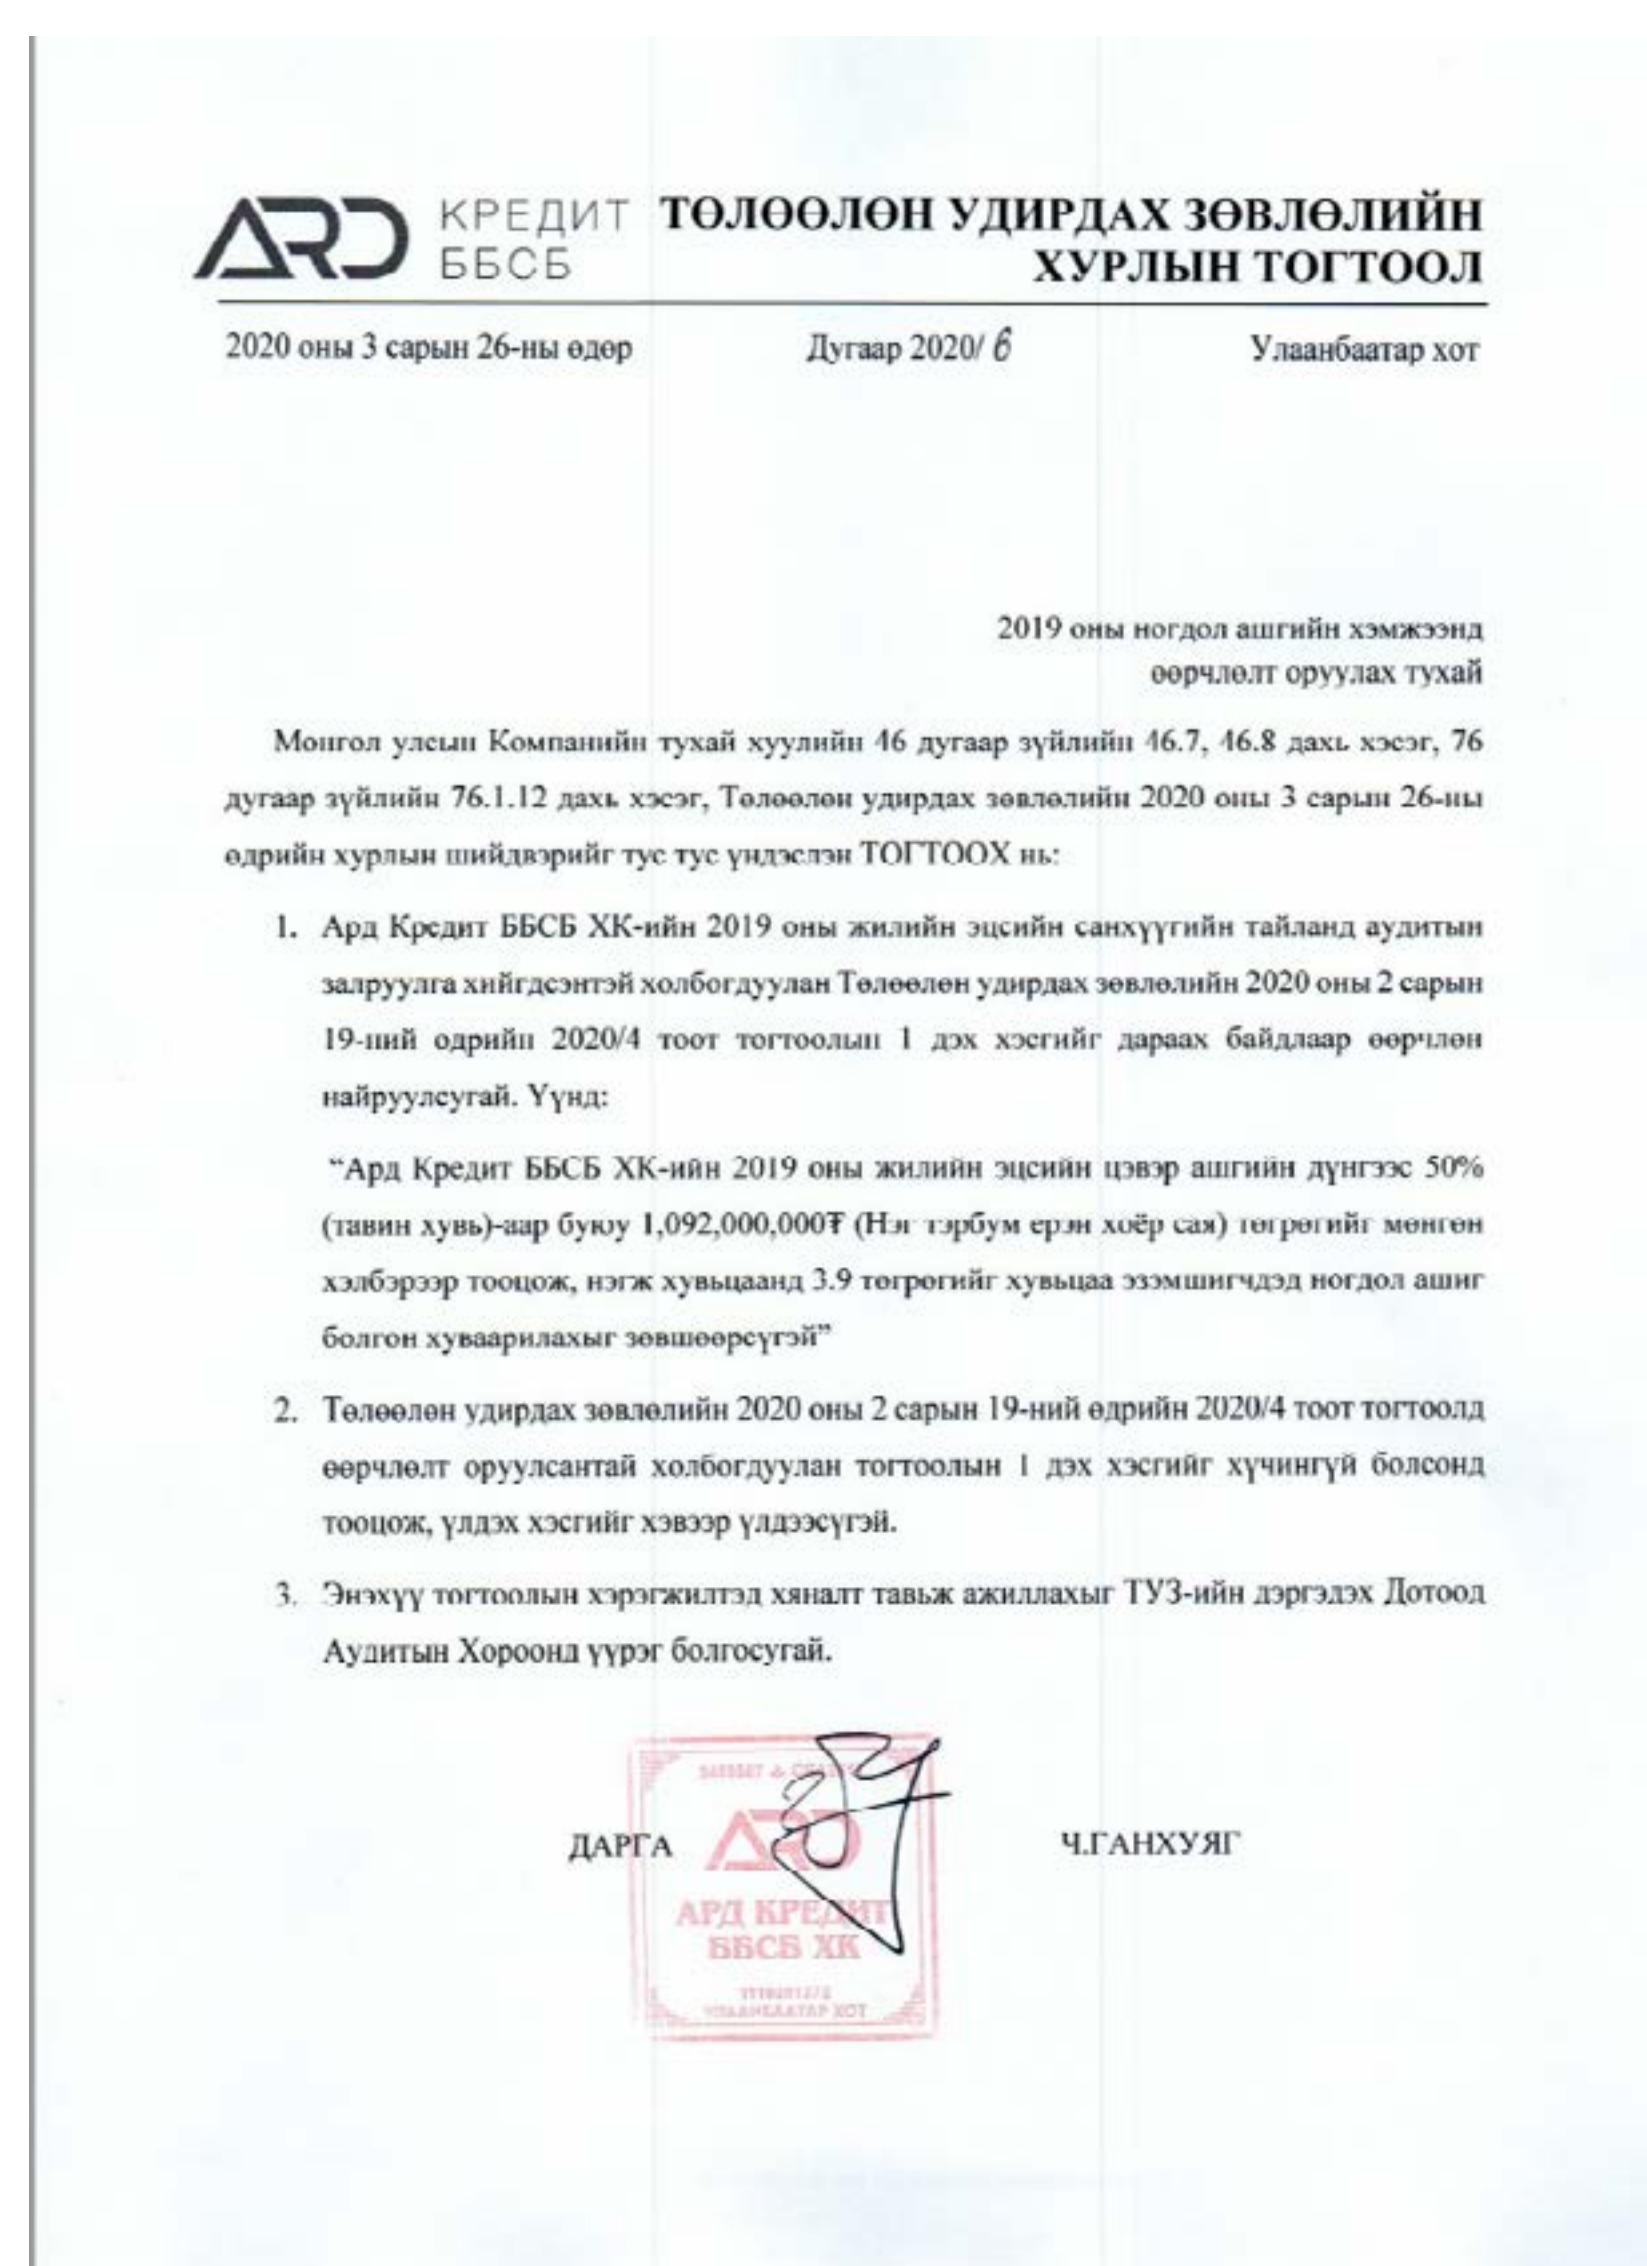 ARD КРЕДИТ ББСБ
ТӨЛӨӨЛӨН УДИРДАХ ЗӨВЛӨЛИЙН
ХУРЛЫН ТОГТООЛ
2020 оны 3 сарын 26-ны өдөр Дугаар 2020/ 6 Улаанбаатар хот
2019 оны ногдол ашгийн хэмжээнд
өөрчлөлт оруулах тухай
Монгол улсын Компанийн тухай хуулийн 46 дугаар зүйлийн 46.7, 46.8 дахь хэсэг, 76
дугаар зүйлийн 76.1.12 дахь хэсэг, Төлөөлөн удирдах зөвлөлийн 2020 оны 3 сарын 26-ны
өдрийн хурлын шийдвэрийг тус тус үндэслэн ТОГТООХ нь:
1. Ард Кредит ББСБ ХК-ийн 2019 оны жилийн эцсийн санхүүгийн тайланд аудитын
залруулга хийгдсэнтэй холбогдуулан Төлөөлөн удирдах зөвлөлийн 2020 оны 2 сарын
19-ний өдрийн 2020/4 тоот тогтоолын 1 дэх хэсгийг дараах байдлаар өөрчлөн
найруулсугай. Үүнд:
“Ард Кредит ББСБ ХК-ийн 2019 оны жилийн эцсийн цэвэр ашгийн дүнгээс 50%
(тавин хувь)-аар буюу 1,092,000,000₮ (Нэг тэрбум ерэн хоёр сая) төгрөгийг мөнгөн
хэлбэрээр тооцож, нэгж хувьцаанд 3.9 төгрөгийг хувьцаа эзэмшигчдэд ногдол ашиг
болгон хуваарилахыг зөвшөөрсүгэй”
2. Төлөөлөн удирдах зөвлөлийн 2020 оны 2 сарын 19-ний өдрийн 2020/4 тоот тогтоолд
өөрчлөлт оруулсантай холбогдуулан тогтоолын 1 дэх хэсгийг хүчингүй болсонд
тооцож, үлдэх хэсгийг хэвээр үлдээсүгэй.
3. Энэхүү тогтоолын хэрэгжилтэд хяналт тавьж ажиллахыг ТУЗ-ийн дэргэдэх Дотоод
Аудитын Хороонд үүрэг болгосугай.
ДАРГА Ч.ГАНХУЯГ
ARD
АРД КРЕДИТ
ББСБ ХК
УЛААНБААТАР ХОТ